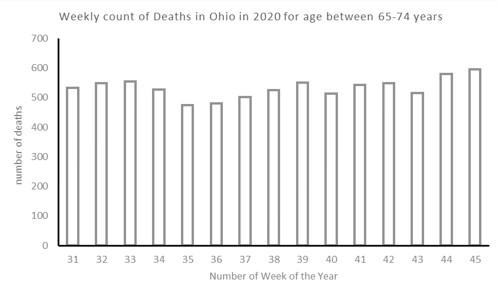 Weekly count of Deaths in Ohio in 2020 for age between 65-74 years
700
600
500
400
300
200
100
0
number of deaths
31 32 33 34 35 36 37 38 39 40 41 42 43 44 45
Number of Week of the Year